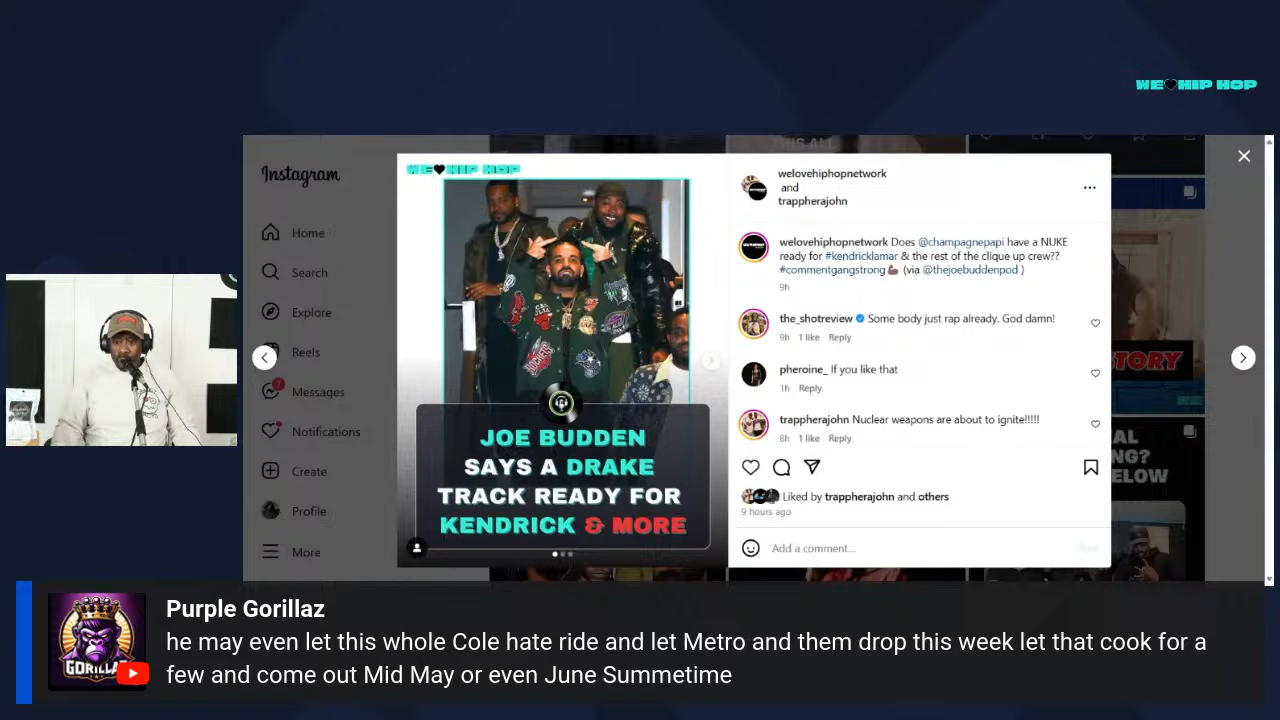 WE🖤HIP HOP
Instagram
Home
Search
Explore
Reels
7
Messages
Notifications
Create
Profile
More
WE🖤HIP HOP
JOE BUDDEN
SAYS A DRAKE
TRACK READY FOR
KENDRICK & MORE
welovehiphopnetwork
and
trappherajohn
welovehiphopnetwork Does @champagnepapi have a NUKE
ready for #kendricklamar & the rest of the clique up crew??
#commentgangstrong💪🏾 (via @thejoebuddenpod )
9h
the_shotreview Some body just rap already. God damn!
9h 1 like Reply
pheroine_ If you like that
1h Reply
trappherajohn Nuclear weapons are about to ignite!!!!!
8h 1 like Reply
Liked by trappherajohn and others
9 hours ago
Add a comment...
THIS ALL
STORY
GORILLAZ
Purple Gorillaz
he may even let this whole Cole hate ride and let Metro and them drop this week let that cook for a
few and come out Mid May or even June Summetime